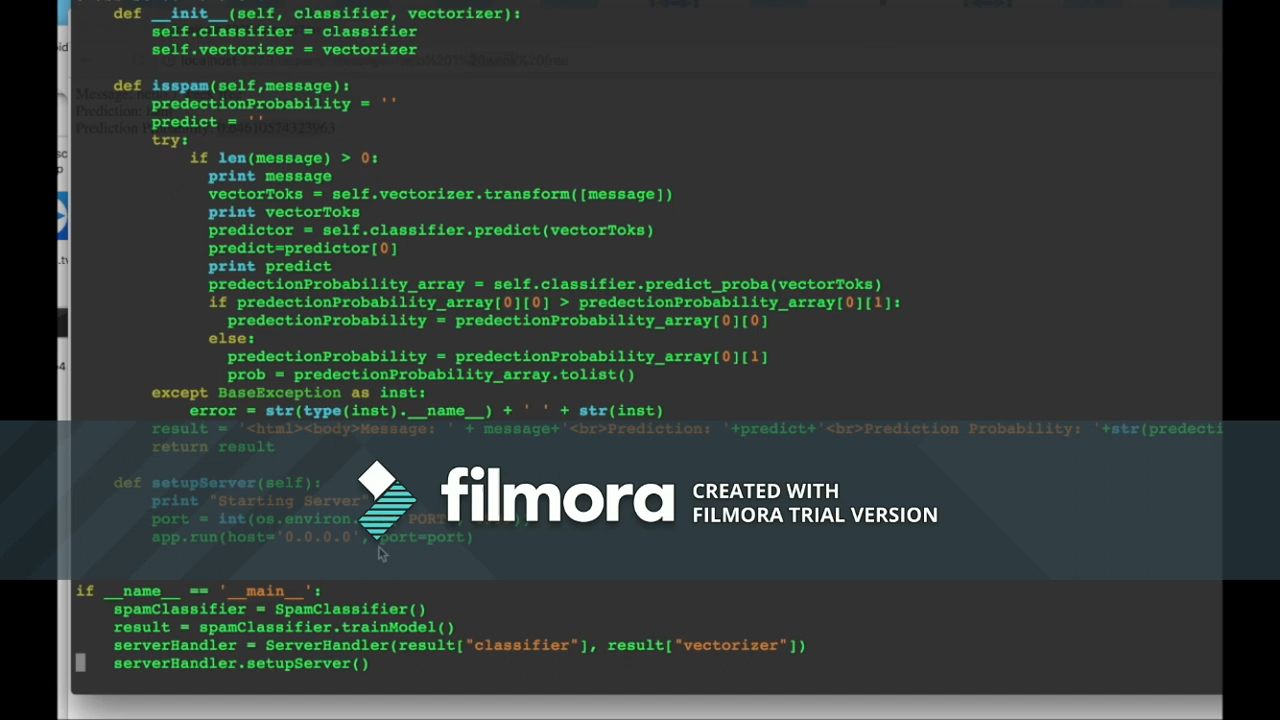 def __init__(self, classifier, vectorizer):
self.classifier = classifier
self.vectorizer = vectorizer
def isspam(self,message):
predectionProbability = ''
predict = ''
try:
if len(message) > 0:
print message
vectorToks = self.vectorizer.transform([message])
print vectorToks
predictor = self.classifier.predict(vectorToks)
predict=predictor[0]
print predict
predectionProbability_array = self.classifier.predict_proba(vectorToks)
if predectionProbability_array[0][0] > predectionProbability_array[0][1]:
predectionProbability = predectionProbability_array[0][0]
else:
predectionProbability = predectionProbability_array[0][1]
prob = predectionProbability_array.tolist()
except BaseException as inst:
error = str(type(inst).__name__) + ' ' + str(inst)
result = '<html><body>Message: ' + message+'<br>Prediction: '+predict+'<br>Prediction Probability: '+str(predecti
return result
def setupServer(self):
print "Starting Server"
port = int(os.environ. PORT
app.run(host='0.0.0.0', port=port)
filmora CREATED WITH
FILMORA TRIAL VERSION
if __name__ == '__main__':
spamClassifier = SpamClassifier()
result = spamClassifier.trainModel()
serverHandler = ServerHandler(result["classifier"], result["vectorizer"])
serverHandler.setupServer()